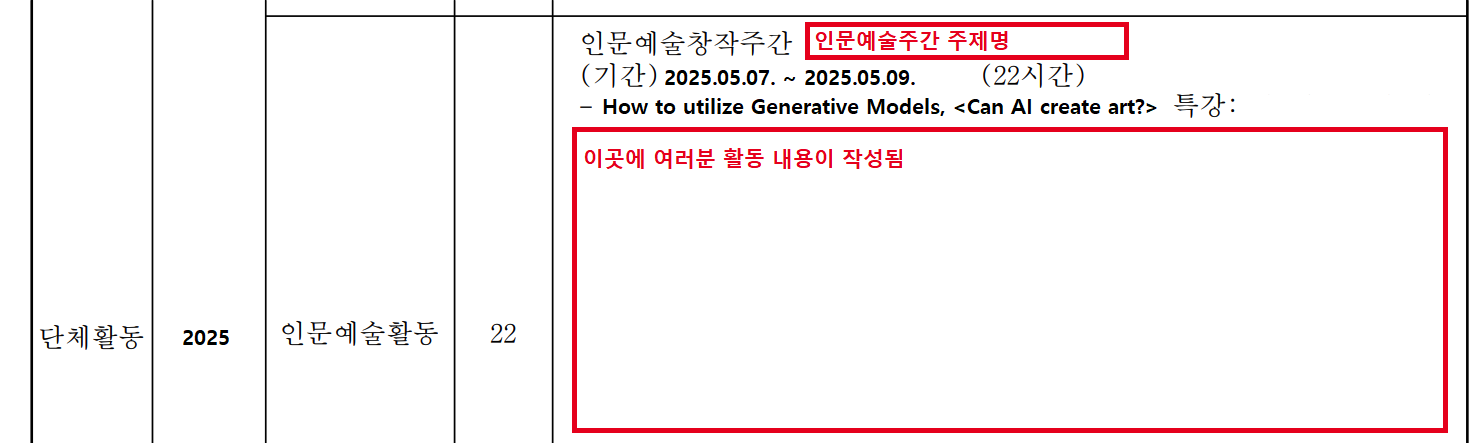 인문예술창작주간 인문예술주간 주제명
(기간) 2025.05.07. ~ 2025.05.09. (22시간)
– How to utilize Generative Models, <Can AI create art?> 특강:
이곳에 여러분 활동 내용이 작성됨
단체활동 2025 인문예술활동 22